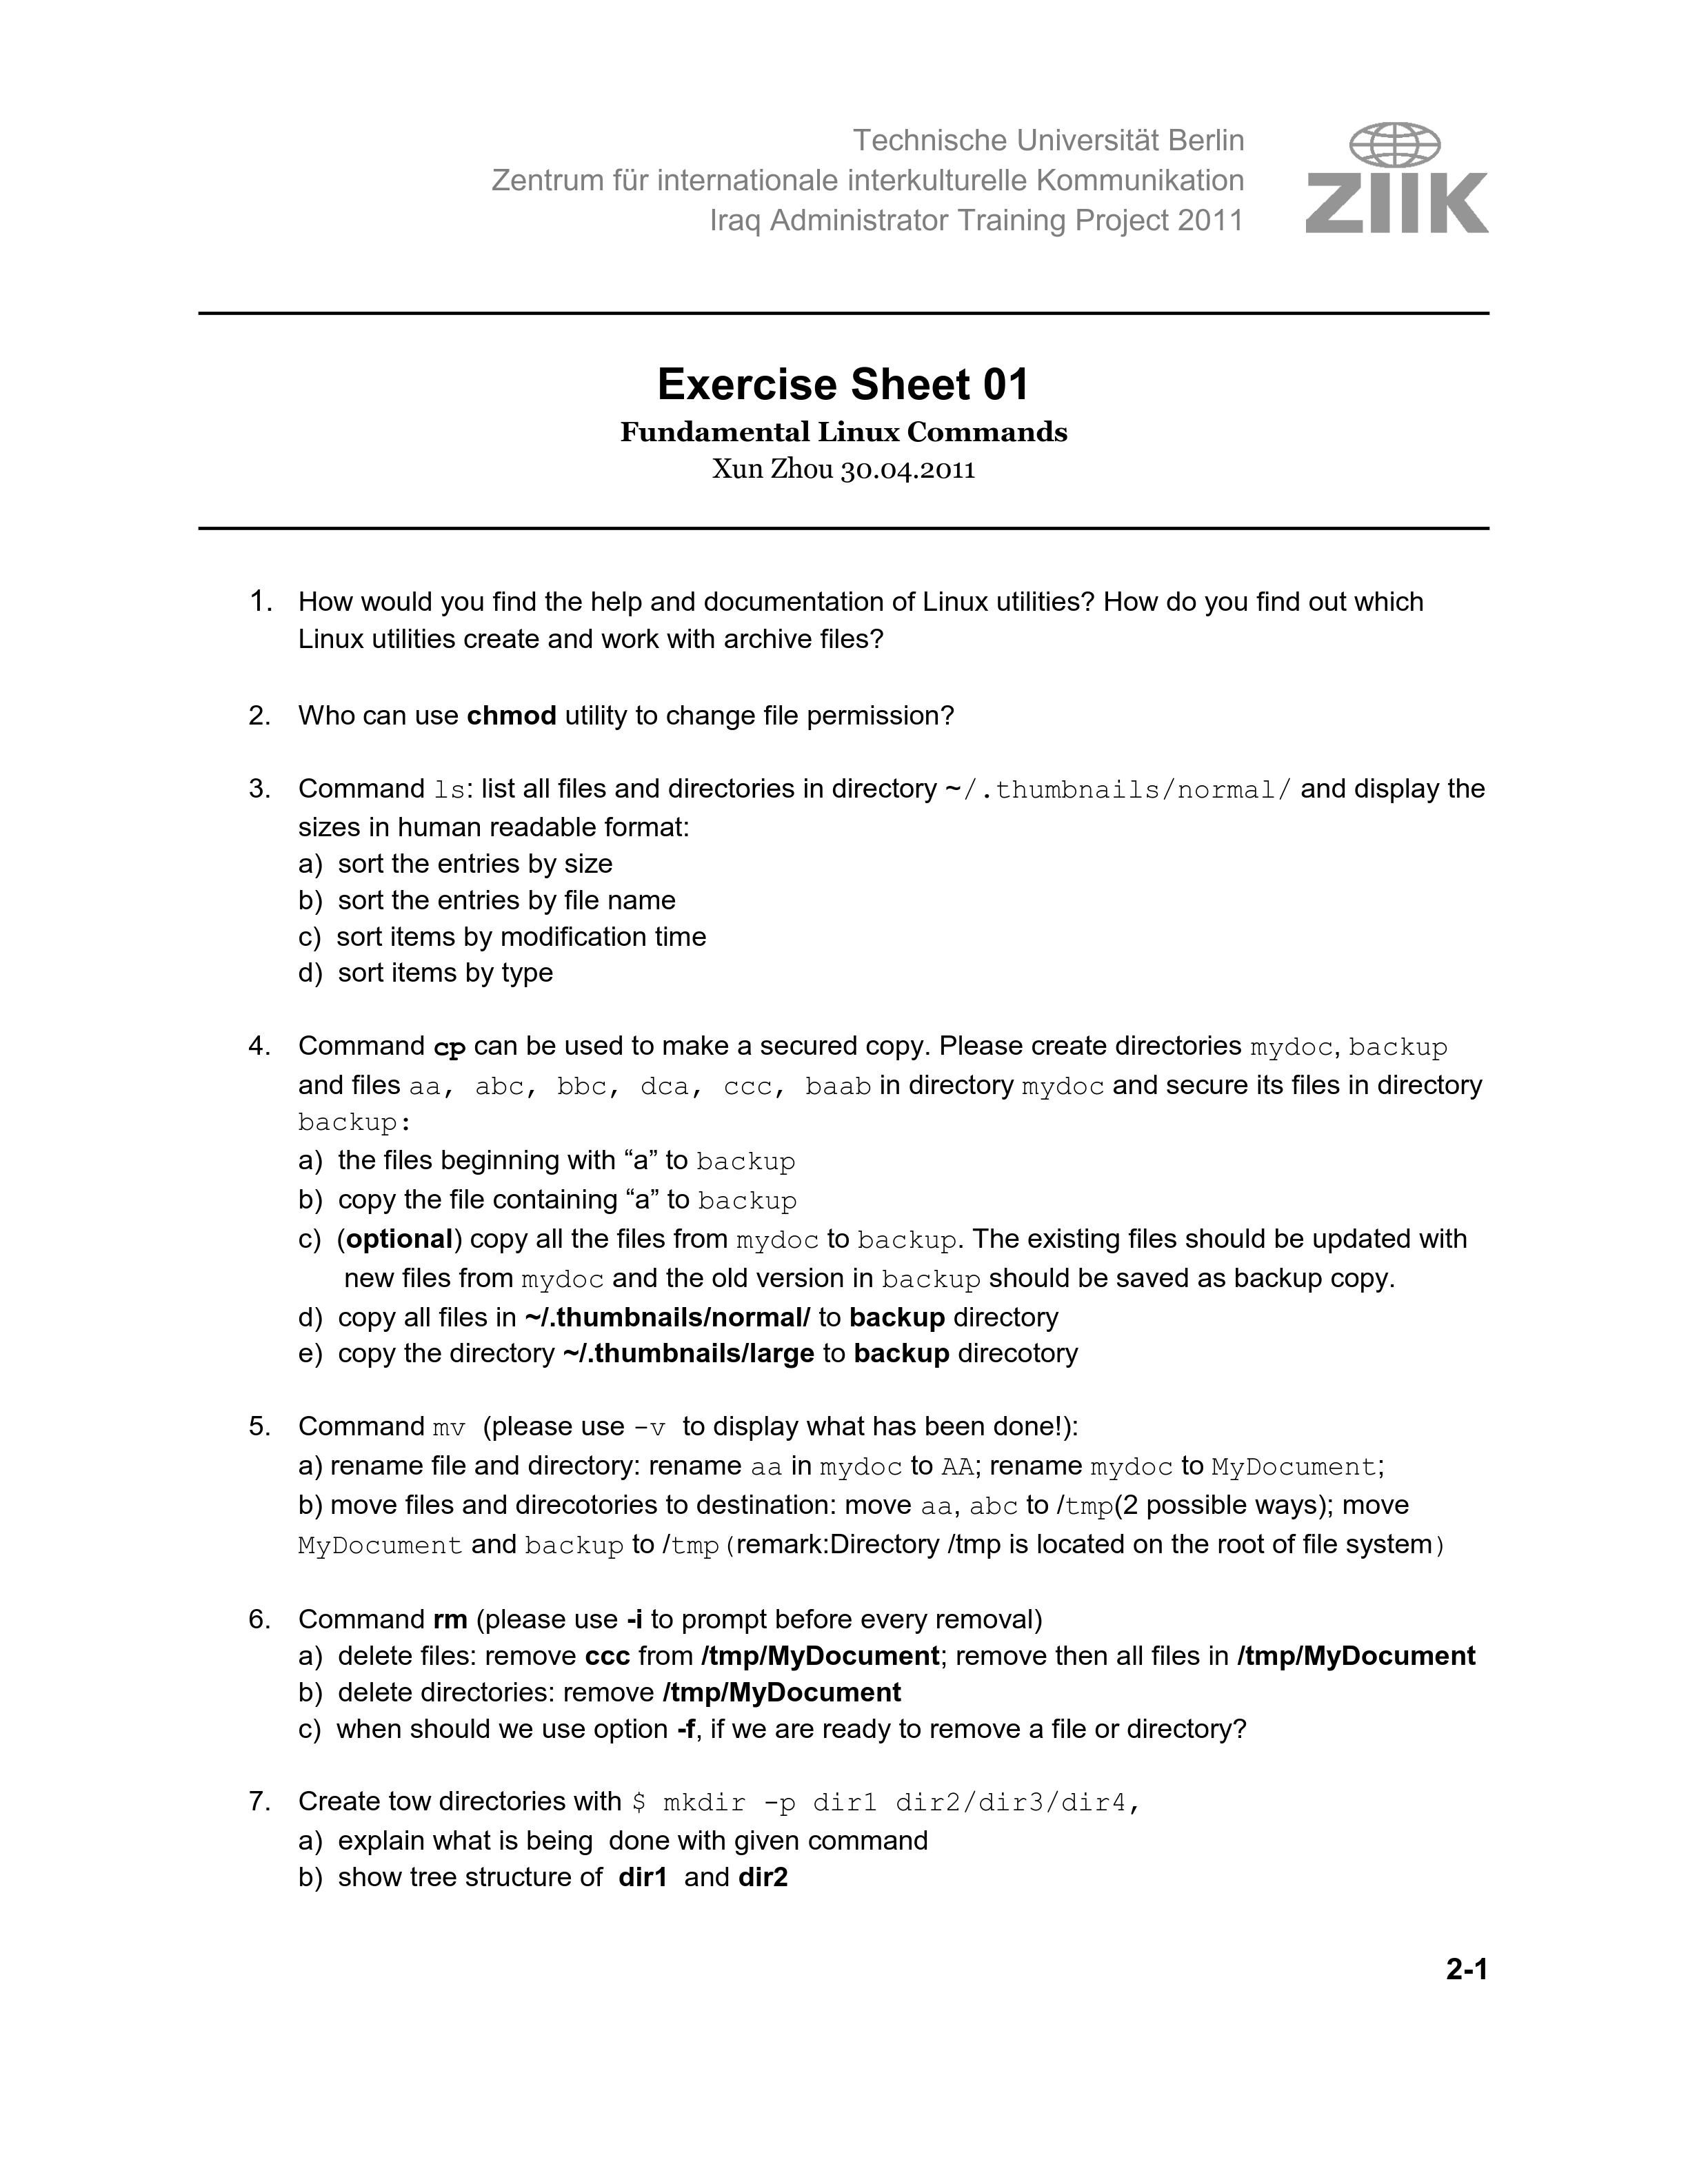 Technische Universität Berlin
Zentrum für internationale interkulturelle Kommunikation
Iraq Administrator Training Project 2011
ZIIK
Exercise Sheet 01
Fundamental Linux Commands
Xun Zhou 30.04.2011
1. How would you find the help and documentation of Linux utilities? How do you find out which
Linux utilities create and work with archive files?
2. Who can use chmod utility to change file permission?
3. Command ls: list all files and directories in directory ~/.thumbnails/normal/ and display the
sizes in human readable format:
a) sort the entries by size
b) sort the entries by file name
c) sort items by modification time
d) sort items by type
4. Command cp can be used to make a secured copy. Please create directories mydoc, backup
and files aa, abc, bbc, dca, ccc, baab in directory mydoc and secure its files in directory
backup:
a) the files beginning with “a” to backup
b) copy the file containing “a” to backup
c) (optional) copy all the files from mydoc to backup. The existing files should be updated with
new files from mydoc and the old version in backup should be saved as backup copy.
d) copy all files in ~/.thumbnails/normal/ to backup directory
e) copy the directory ~/.thumbnails/large to backup direcotory
5. Command mv (please use -v to display what has been done!):
a) rename file and directory: rename aa in mydoc to AA; rename mydoc to MyDocument;
b) move files and direcotories to destination: move aa, abc to /tmp(2 possible ways); move
MyDocument and backup to /tmp(remark:Directory /tmp is located on the root of file system)
6. Command rm (please use -i to prompt before every removal)
a) delete files: remove ccc from /tmp/MyDocument; remove then all files in /tmp/MyDocument
b) delete directories: remove /tmp/MyDocument
c) when should we use option -f, if we are ready to remove a file or directory?
7. Create tow directories with $ mkdir -p dir1 dir2/dir3/dir4,
a) explain what is being done with given command
b) show tree structure of dir1 and dir2
2-1